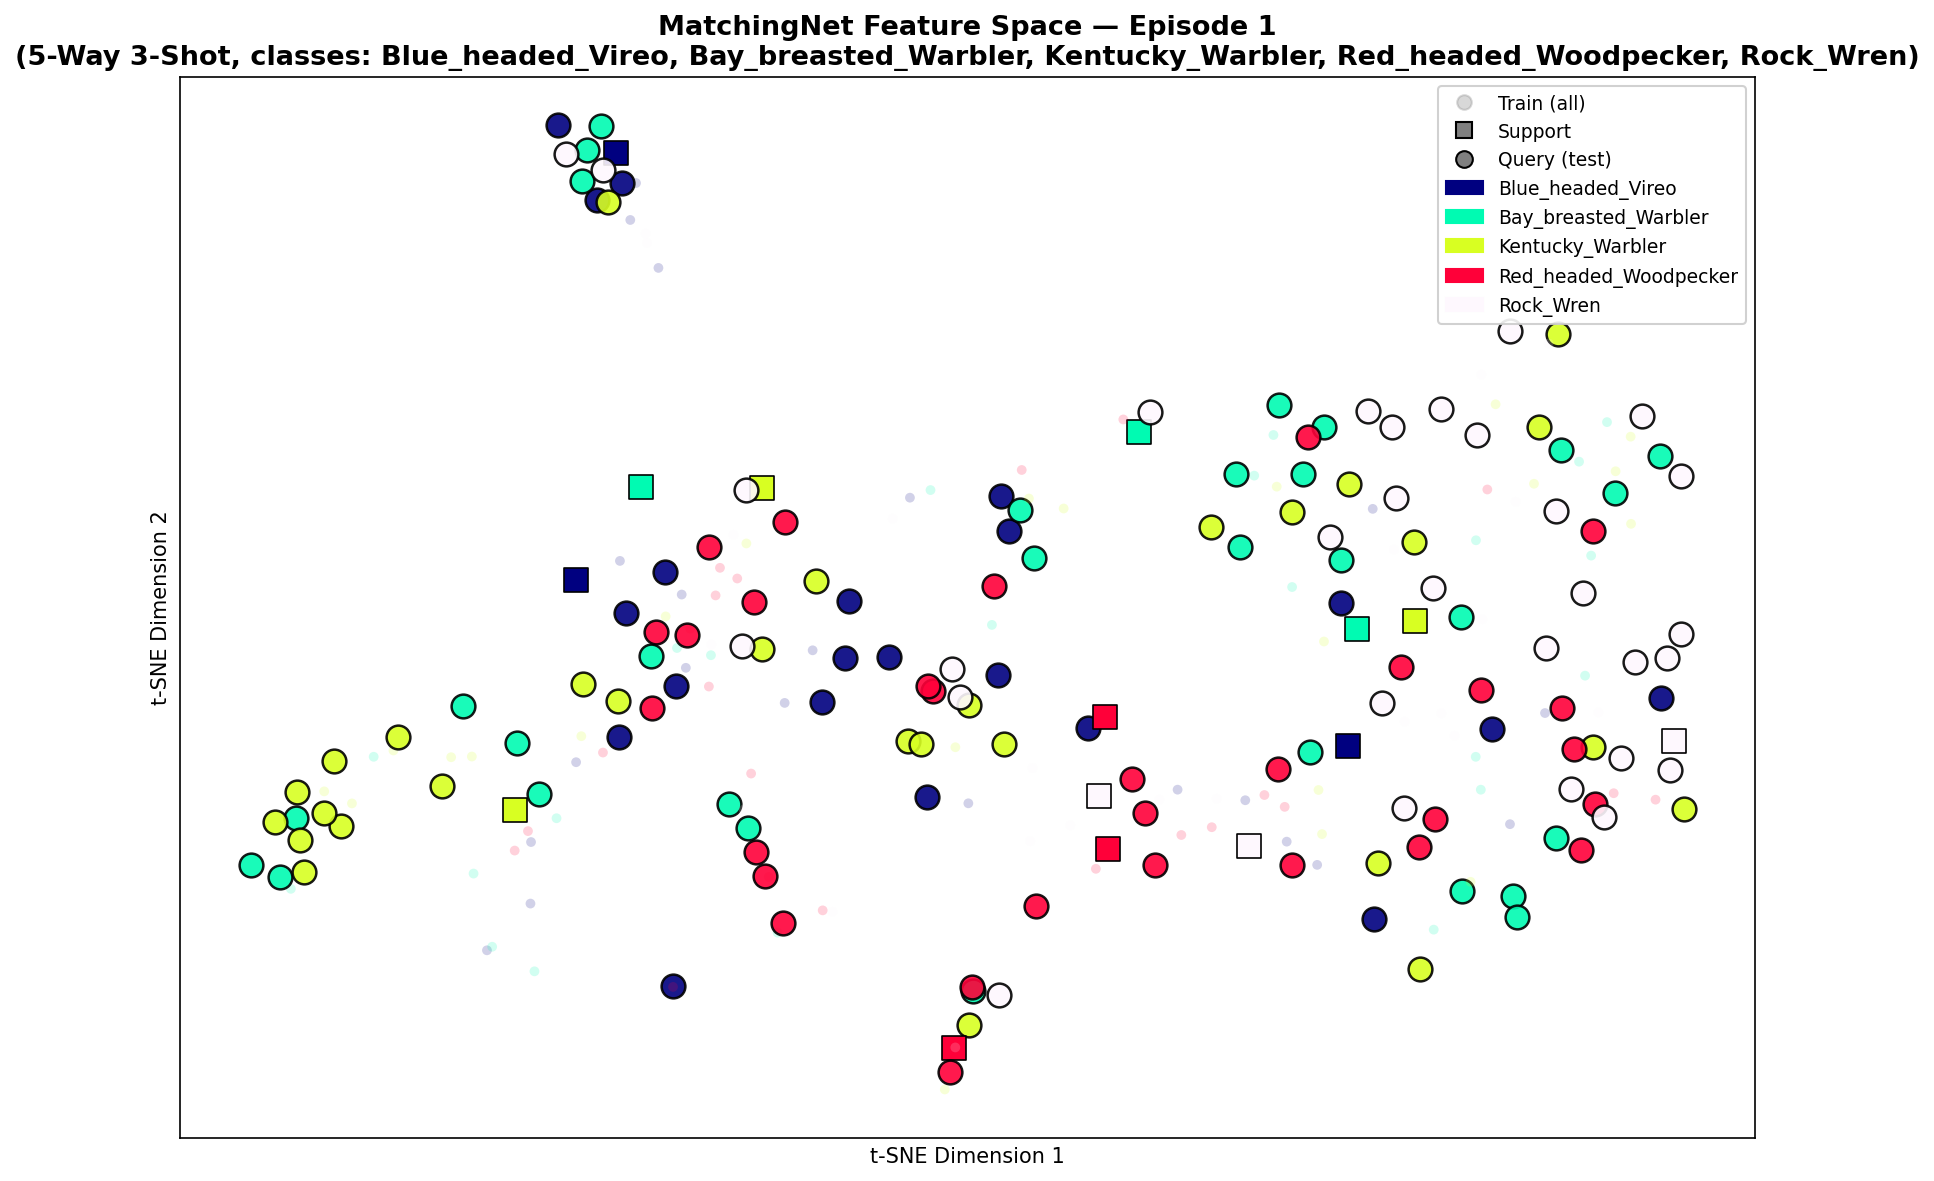 MatchingNet Feature Space — Episode 1
(5-Way 3-Shot, classes: Blue_headed_Vireo, Bay_breasted_Warbler, Kentucky_Warbler, Red_headed_Woodpecker, Rock_Wren)
Train (all)
Support
Query (test)
Blue_headed_Vireo
Bay_breasted_Warbler
Kentucky_Warbler
Red_headed_Woodpecker
Rock_Wren
t-SNE Dimension 2
t-SNE Dimension 1